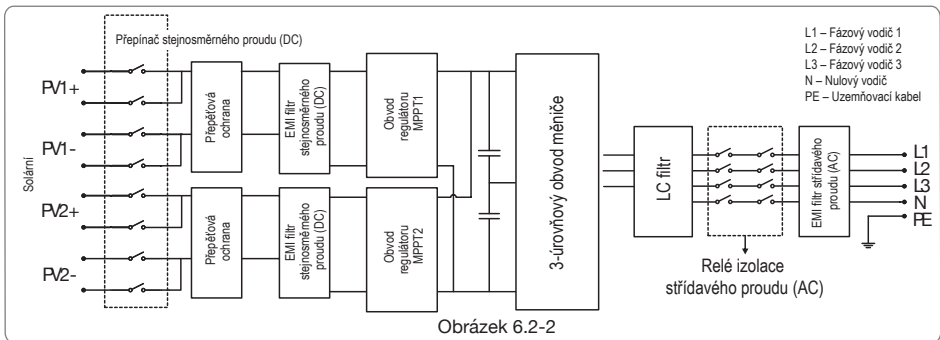 Přepínač stejnosměrného proudu (DC)
Solární
PV1+
PV1-
PV2+
PV2-
Přepěťová
ochrana
EMI filtr
stejnosměrného
proudu (DC)
Obvod
regulátoru
MPPT1
Přepěťová
ochrana
EMI filtr
stejnosměrného
proudu (DC)
Obvod
regulátoru
MPPT2
3-úrovňový obvod měniče
LC filtr
Relé izolace
střídavého proudu (AC)
EMI filtr střídavého
proudu (AC)
L1
L2
L3
N
PE
L1 – Fázový vodič 1
L2 – Fázový vodič 2
L3 – Fázový vodič 3
N – Nulový vodič
PE – Uzemňovací kabel
Obrázek 6.2-2